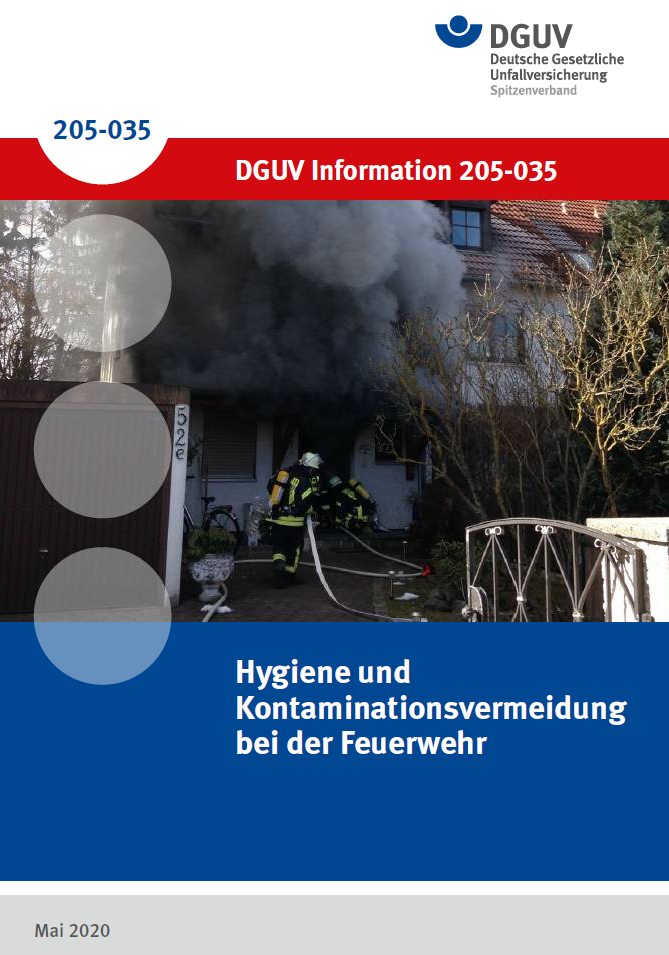 DGUV
Deutsche Gesetzliche
Unfallversicherung
Spitzenverband
205-035
DGUV Information 205-035
52e
Hygiene und
Kontaminationsvermeidung
bei der Feuerwehr
Mai 2020